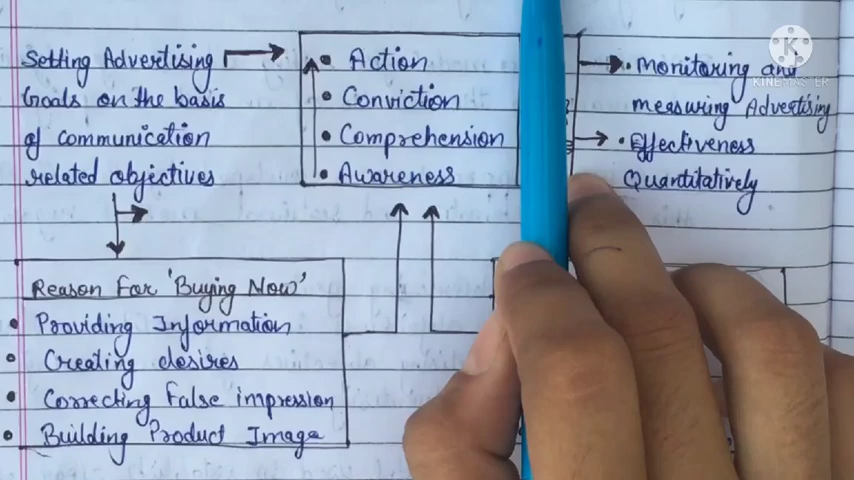 Setting Advertising
Goals on the basis
of communication
related objectives
• Action
• Conviction
• Comprehension
• Awareness
• Monitoring and
measuring Advertising
• Effectiveness
Quantitatively
Reason For 'Buying Now'
• Providing Information
• Creating desires
• Correcting False impression
• Building Product Image
KINEMASTER